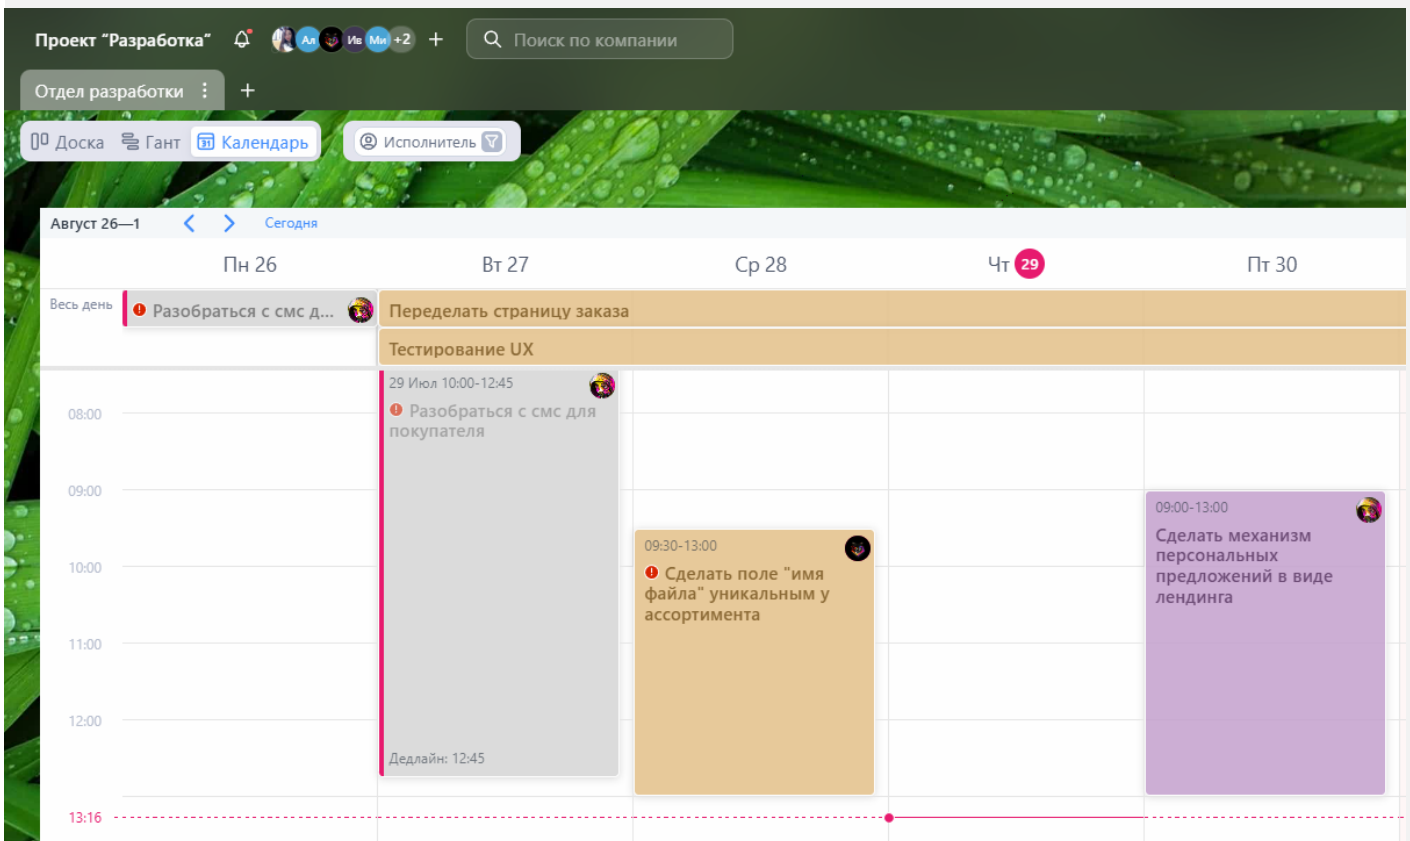 Проект “Разработка”
Ал
Ив
Ми
+2
+
Поиск по компании
Отдел разработки
+
Доска
Гант
31
Календарь
Исполнитель
Август 26—1
Сегодня
Пн 26
Вт 27
Ср 28
Чт 29
Пт 30
Весь день
Разобраться с смс д...
Переделать страницу заказа
Тестирование UX
29 Июл 10:00-12:45
Разобраться с смс для
покупателя
Дедлайн: 12:45
09:30-13:00
Сделать поле "имя
файла" уникальным у
ассортимента
09:00-13:00
Сделать механизм
персональных
предложений в виде
лендинга
08:00
09:00
10:00
11:00
12:00
13:16